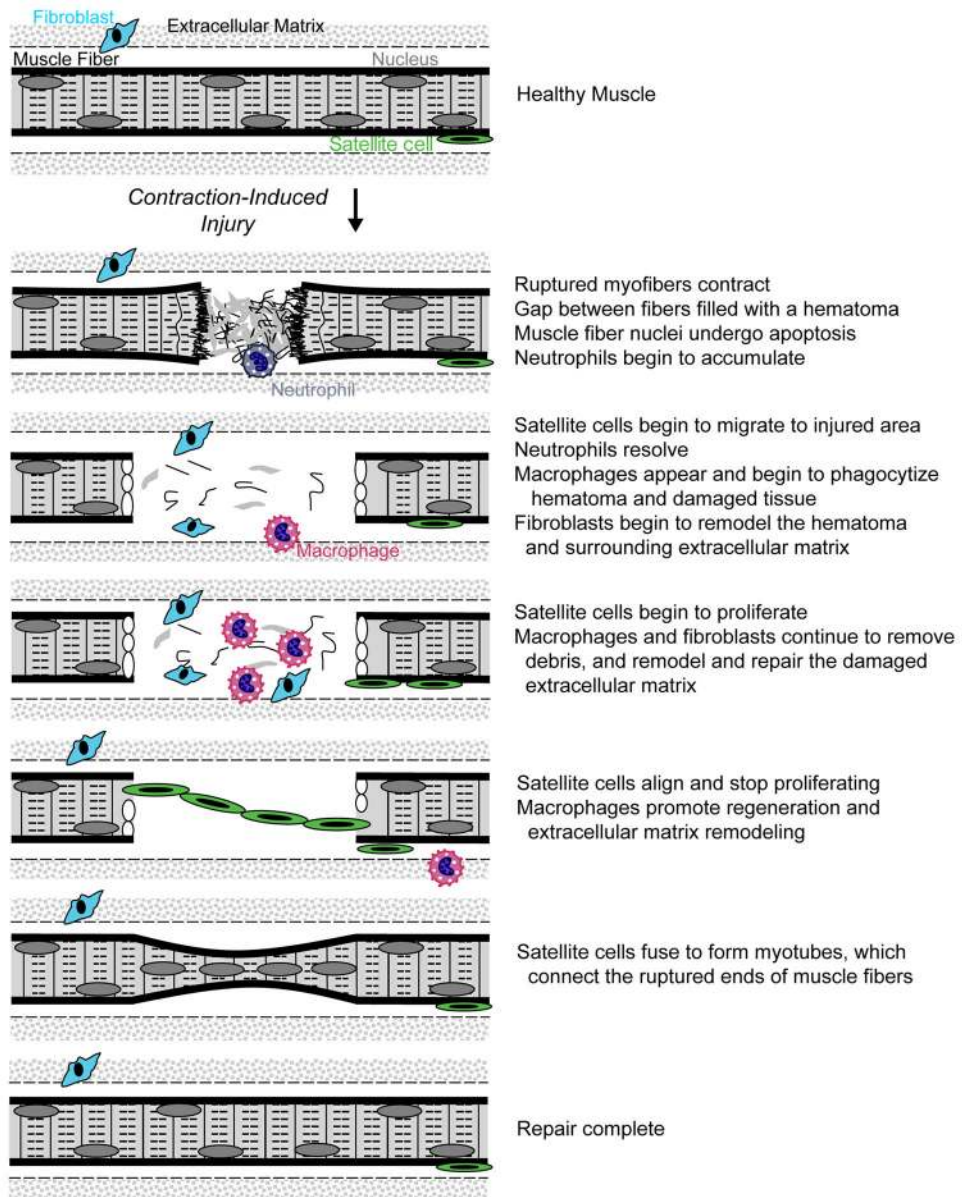 Fibroblast
Extracellular Matrix
Muscle Fiber
Nucleus
Healthy Muscle
Satellite cell
Contraction-Induced
Injury
Ruptured myofibers contract
Gap between fibers filled with a hematoma
Muscle fiber nuclei undergo apoptosis
Neutrophils begin to accumulate
Neutrophil
Satellite cells begin to migrate to injured area
Neutrophils resolve
Macrophages appear and begin to phagocytize
hematoma and damaged tissue
Fibroblasts begin to remodel the hematoma
and surrounding extracellular matrix
Macrophage
Satellite cells begin to proliferate
Macrophages and fibroblasts continue to remove
debris, and remodel and repair the damaged
extracellular matrix
Satellite cells align and stop proliferating
Macrophages promote regeneration and
extracellular matrix remodeling
Satellite cells fuse to form myotubes, which
connect the ruptured ends of muscle fibers
Repair complete